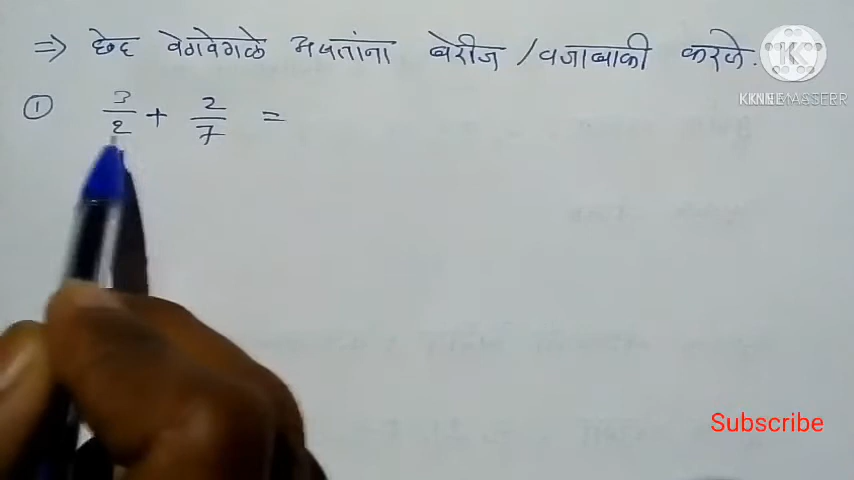 ⇒ छेद वेगवेगळे असतांना बेरीज / वजाबाकी करणे.
K
① 3/2 + 2/7 =
Subscribe